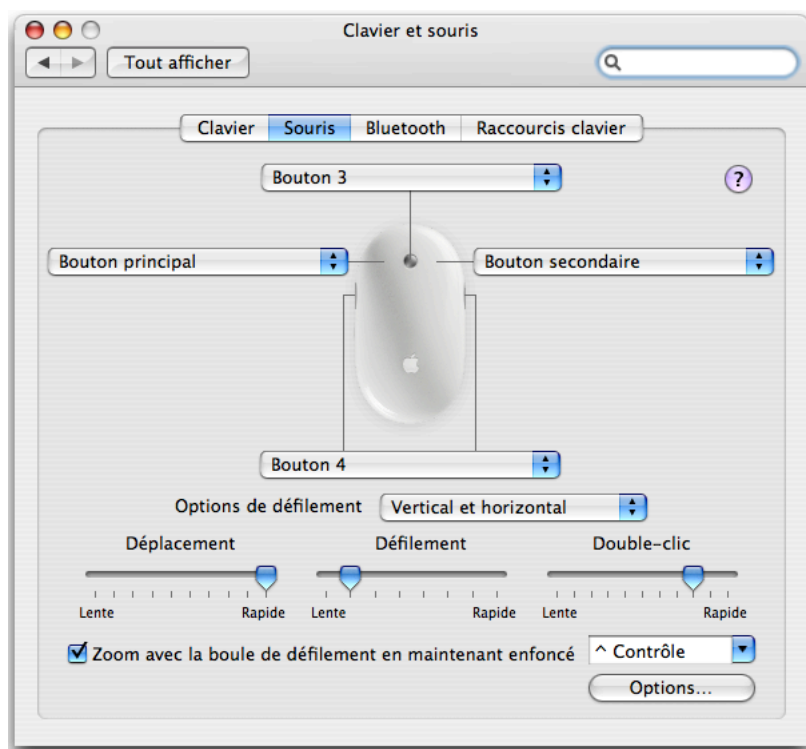 Clavier et souris
Tout afficher
Clavier Souris Bluetooth Raccourcis clavier
Bouton 3
?
Bouton principal
Bouton secondaire
Bouton 4
Options de défilement Vertical et horizontal
Déplacement Défilement Double-clic
Lente Rapide Lente Rapide Lente Rapide
Zoom avec la boule de défilement en maintenant enfoncé ^ Contrôle
Options...